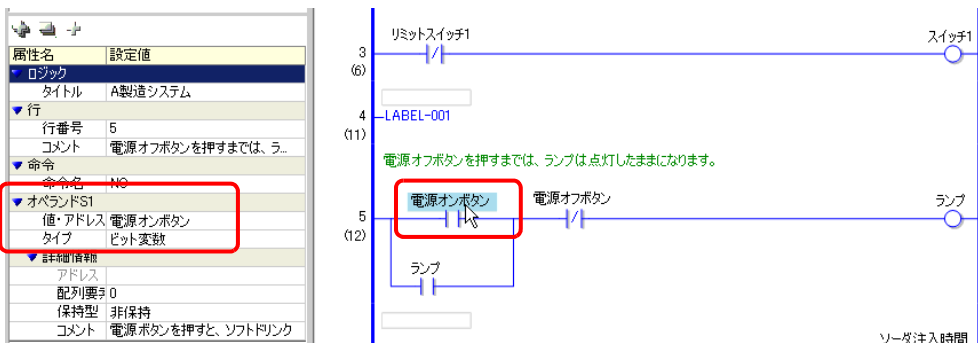 属性名 設定値
ロジック
タイトル A製造システム
行
行番号 5
コメント 電源オフボタンを押すまでは、ラ...
命令
命令名 NO
オペランドS1
値・アドレス 電源オンボタン
タイプ ビット変数
詳細情報
アドレス
配列要 0
保持型 非保持
コメント 電源ボタンを押すと、ソフトドリンク
リミットスイッチ1 スイッチ1
3
(6)
4 LABEL-001
(11)
電源オフボタンを押すまでは、ランプは点灯したままになります。
電源オンボタン 電源オフボタン ランプ
5
(12)
ランプ
ソーダ注入時間